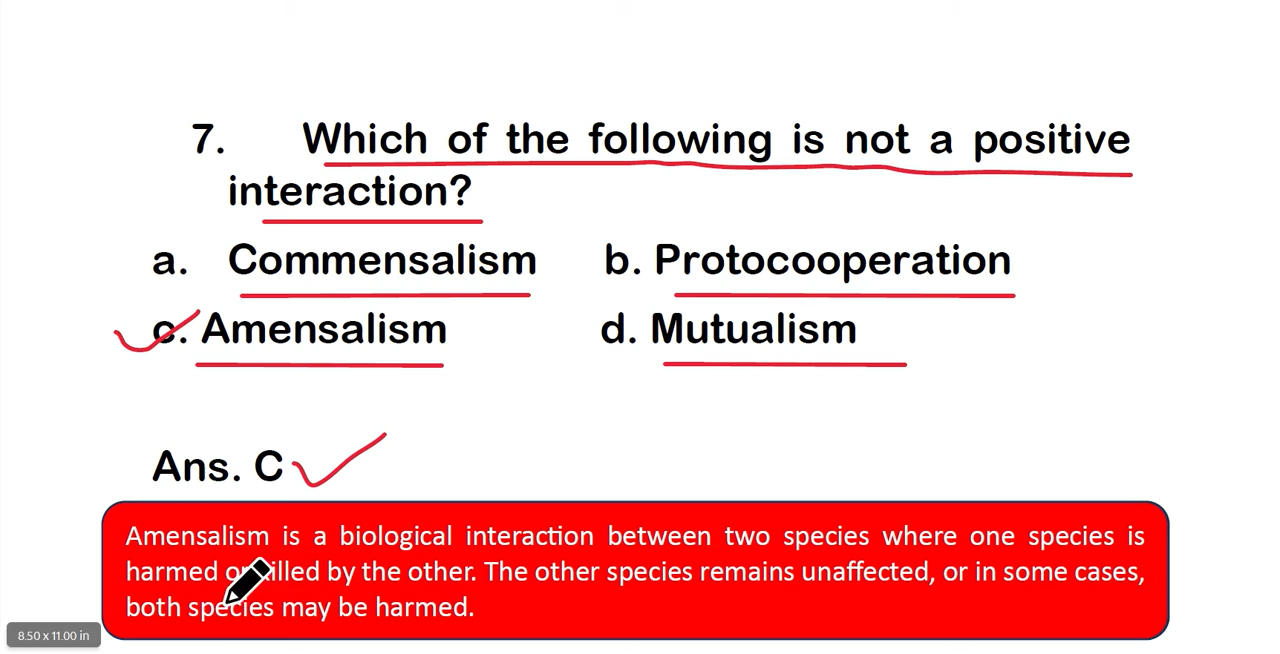 7. Which of the following is not a positive
interaction?
a. Commensalism b. Protocooperation
c. Amensalism d. Mutualism
Ans. C
Amensalism is a biological interaction between two species where one species is
harmed or killed by the other. The other species remains unaffected, or in some cases,
both species may be harmed.
8.50 x 11.00 in